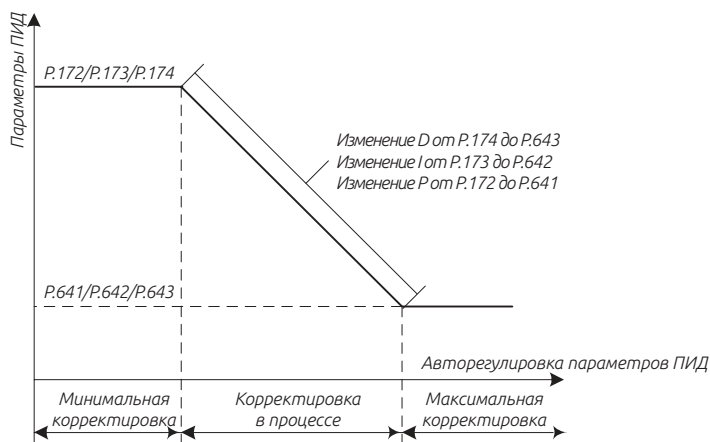 Параметры ПИД
P.172/P.173/P.174
Изменение D от P.174 до P.643
Изменение I от P.173 до P.642
Изменение P от P.172 до P.641
P.641/P.642/P.643
Авторегулировка параметров ПИД
Минимальная
корректировка
Корректировка
в процессе
Максимальная
корректировка